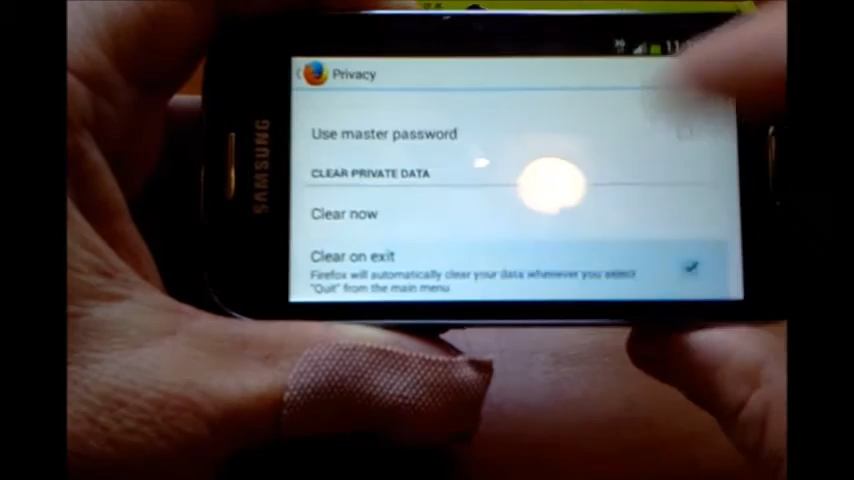 SAMSUNG
Privacy
Use master password
CLEAR PRIVATE DATA
Clear now
Clear on exit
Firefox will automatically clear your data whenever you select
"Quit" from the main menu